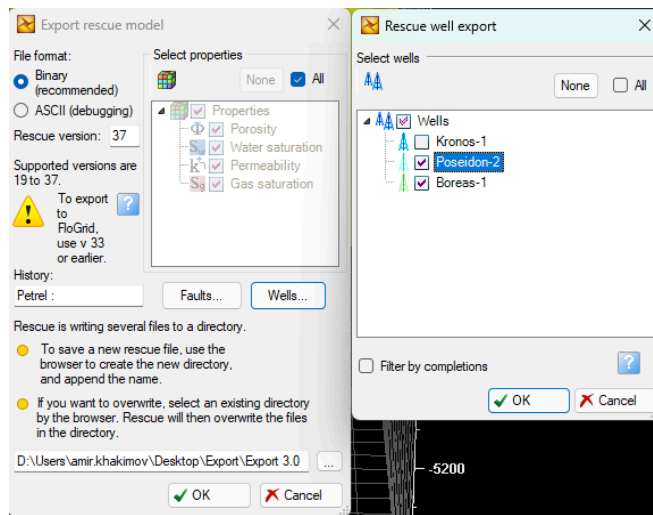 Export rescue model
File format:
Binary
(recommended)
ASCII (debugging)
Rescue version: 37
Supported versions are
19 to 37.
To export
to
FloGrid,
use v 33
or earlier.
History:
Petrel :
Select properties
None
All
Properties
Porosity
Water saturation
Permeability
Gas saturation
Faults...
Wells...
Rescue is writing several files to a directory.
To save a new rescue file, use the
browser to create the new directory,
and append the name.
If you want to overwrite, select an existing directory
by the browser. Rescue will then overwrite the files
in the directory.
D:\Users\amir.khakimov\Desktop\Export\Export 3.0
...
OK
Cancel
Rescue well export
Select wells
None
All
Wells
Kronos-1
Poseidon-2
Boreas-1
Filter by completions
OK
Cancel
-5200